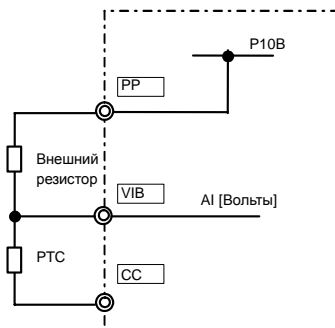 P10B
PP
Внешний
резистор
VIB
AI [Вольты]
PTC
CC